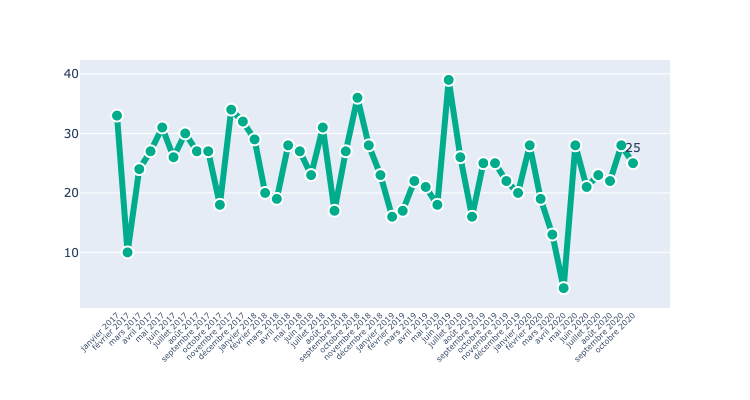 40
30
20
10
25
janvier 2017
février 2017
mars 2017
avril 2017
mai 2017
juin 2017
juillet 2017
août 2017
septembre 2017
octobre 2017
novembre 2017
décembre 2017
janvier 2018
février 2018
mars 2018
avril 2018
mai 2018
juin 2018
juillet 2018
août 2018
septembre 2018
octobre 2018
novembre 2018
décembre 2018
janvier 2019
février 2019
mars 2019
avril 2019
mai 2019
juin 2019
juillet 2019
août 2019
septembre 2019
octobre 2019
novembre 2019
décembre 2019
janvier 2020
février 2020
mars 2020
avril 2020
mai 2020
juin 2020
juillet 2020
août 2020
septembre 2020
octobre 2020